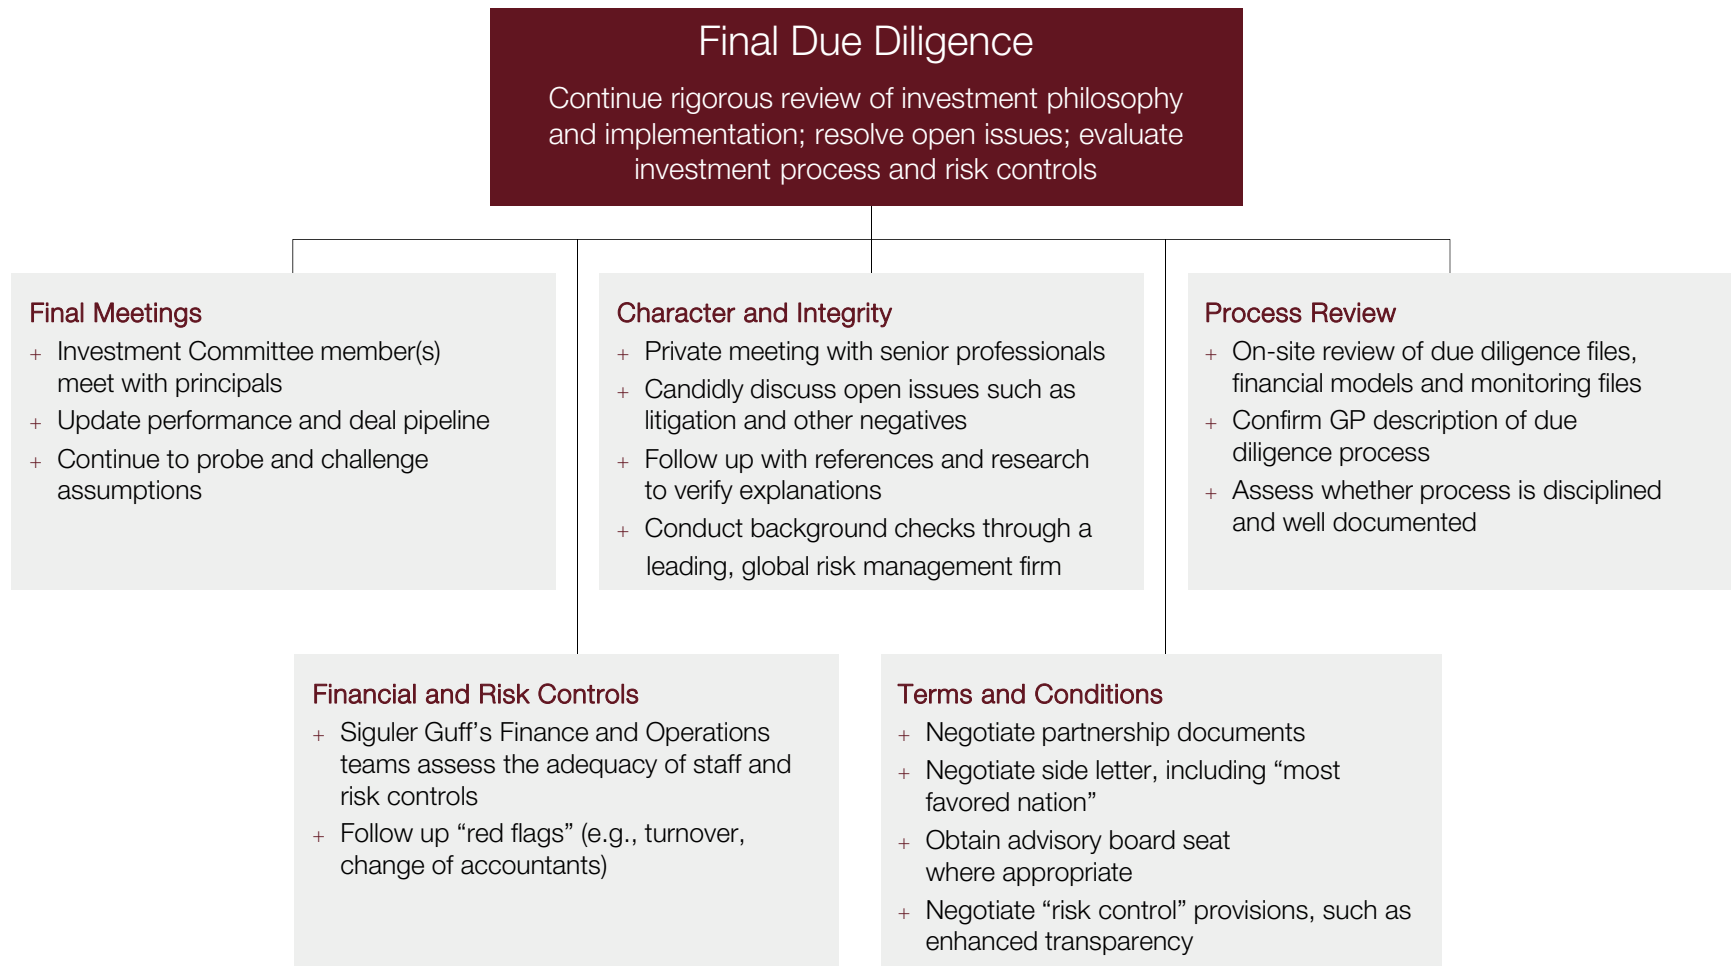 Final Due Diligence
Continue rigorous review of investment philosophy
and implementation; resolve open issues; evaluate
investment process and risk controls
Final Meetings
+ Investment Committee member(s)
meet with principals
+ Update performance and deal pipeline
+ Continue to probe and challenge
assumptions
Character and Integrity
+ Private meeting with senior professionals
+ Candidly discuss open issues such as
litigation and other negatives
+ Follow up with references and research
to verify explanations
+ Conduct background checks through a
leading, global risk management firm
Process Review
+ On-site review of due diligence files,
financial models and monitoring files
+ Confirm GP description of due
diligence process
+ Assess whether process is disciplined
and well documented
Financial and Risk Controls
+ Siguler Guff’s Finance and Operations
teams assess the adequacy of staff and
risk controls
+ Follow up “red flags” (e.g., turnover,
change of accountants)
Terms and Conditions
+ Negotiate partnership documents
+ Negotiate side letter, including “most
favored nation”
+ Obtain advisory board seat
where appropriate
+ Negotiate “risk control” provisions, such as
enhanced transparency